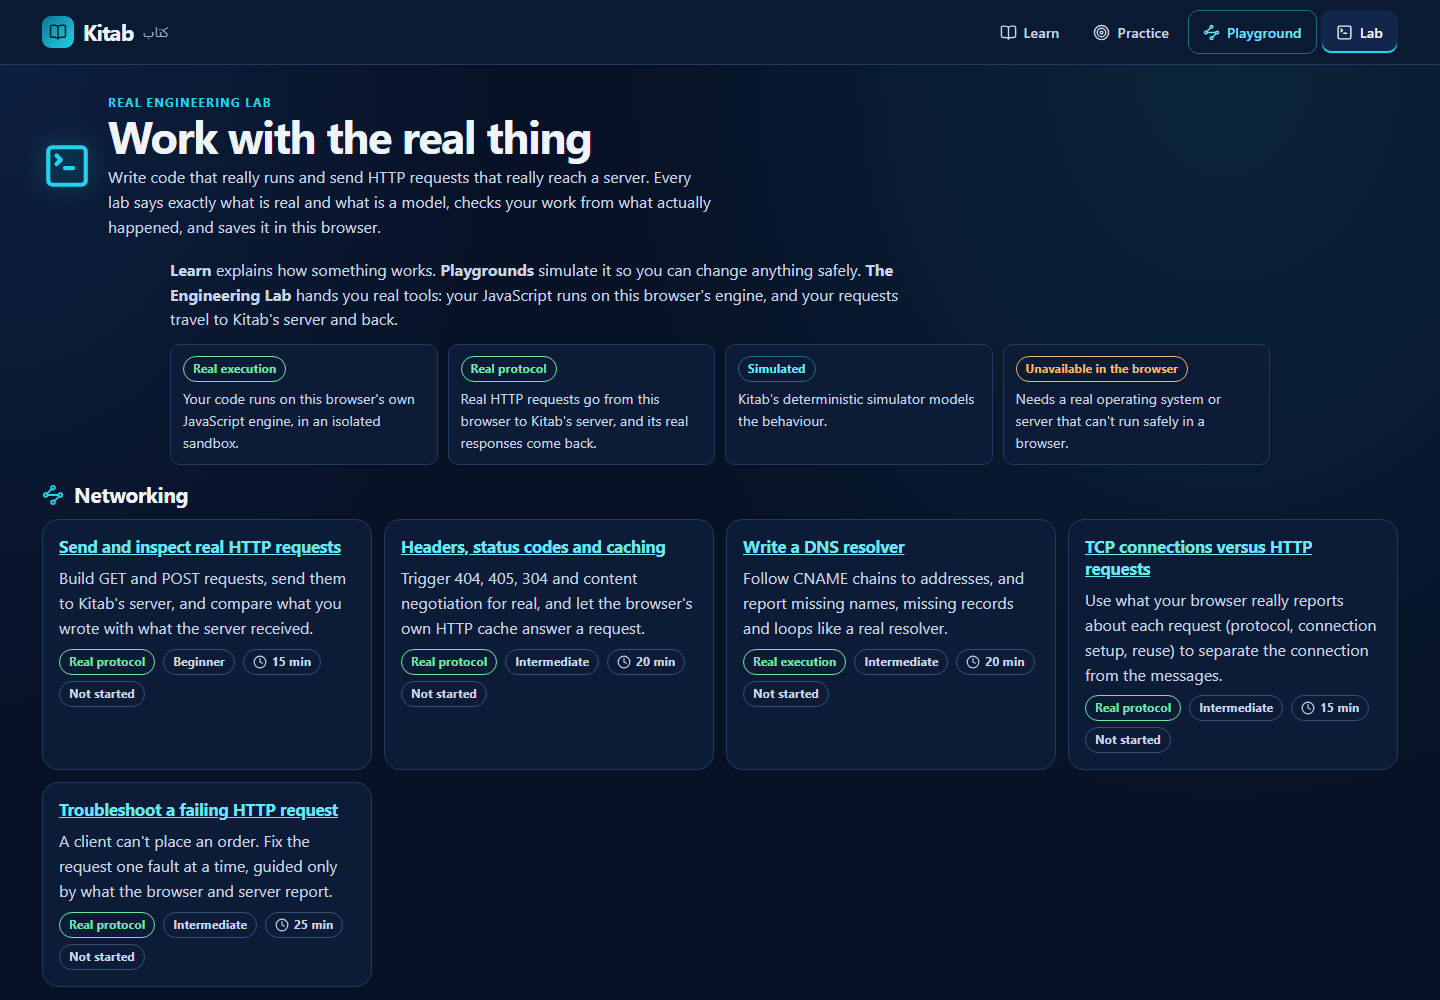 Kitab كتاب
Learn
Practice
Playground
Lab
REAL ENGINEERING LAB
Work with the real thing
Write code that really runs and send HTTP requests that really reach a server. Every
lab says exactly what is real and what is a model, checks your work from what actually
happened, and saves it in this browser.
Learn explains how something works. Playgrounds simulate it so you can change anything safely. The
Engineering Lab hands you real tools: your JavaScript runs on this browser's engine, and your requests
travel to Kitab's server and back.
Real execution
Your code runs on this browser's own
JavaScript engine, in an isolated
sandbox.
Real protocol
Real HTTP requests go from this
browser to Kitab's server, and its real
responses come back.
Simulated
Kitab's deterministic simulator models
the behaviour.
Unavailable in the browser
Needs a real operating system or
server that can't run safely in a
browser.
Networking
Send and inspect real HTTP requests
Build GET and POST requests, send them
to Kitab's server, and compare what you
wrote with what the server received.
Real protocol
Beginner
15 min
Not started
Headers, status codes and caching
Trigger 404, 405, 304 and content
negotiation for real, and let the browser's
own HTTP cache answer a request.
Real protocol
Intermediate
20 min
Not started
Write a DNS resolver
Follow CNAME chains to addresses, and
report missing names, missing records
and loops like a real resolver.
Real execution
Intermediate
20 min
Not started
TCP connections versus HTTP
requests
Use what your browser really reports
about each request (protocol, connection
setup, reuse) to separate the connection
from the messages.
Real protocol
Intermediate
15 min
Not started
Troubleshoot a failing HTTP request
A client can't place an order. Fix the
request one fault at a time, guided only
by what the browser and server report.
Real protocol
Intermediate
25 min
Not started